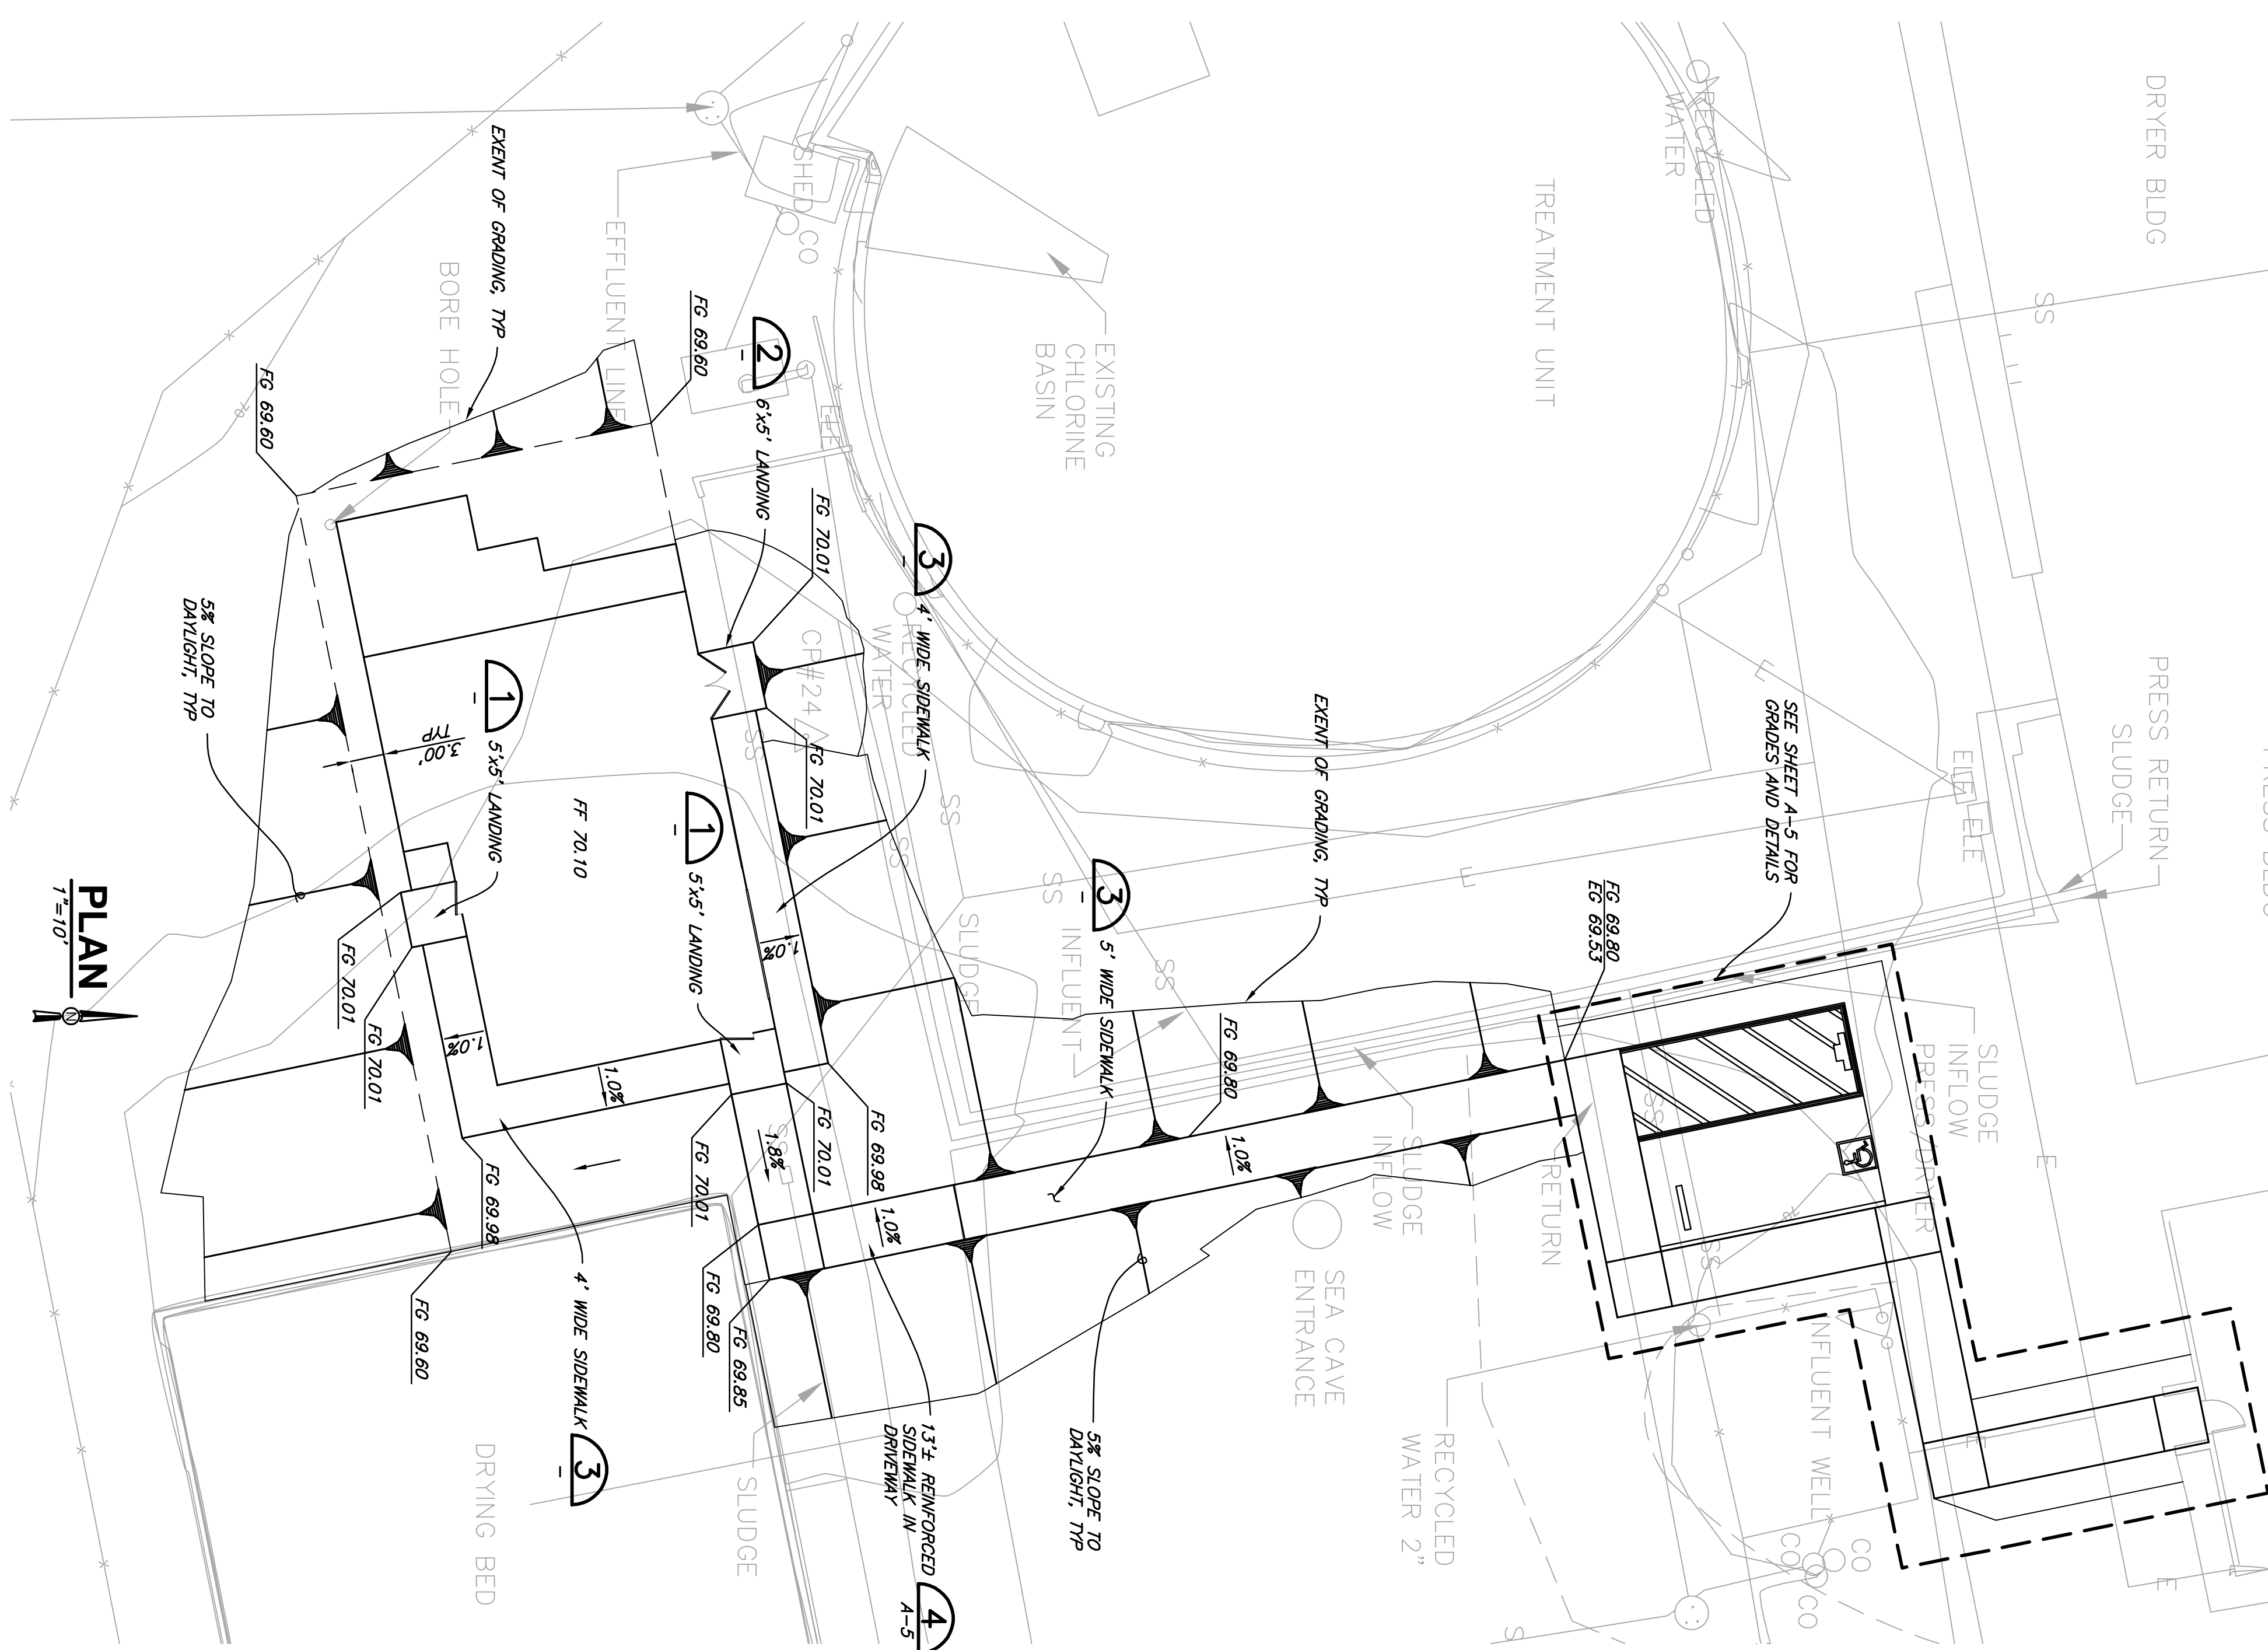 DRYER BLDG
SS
PRESS RETURN
SLUDGE
RECYCLED
WATER
TREATMENT UNIT
SHED
CO
EXISTING
CHLORINE
BASIN
EFFLUENT LINE
BORE HOLE
EXENT OF GRADING, TYP
FG 69.60
FG 69.60
2
-
6'x5' LANDING
FG 70.01
3
-
4' WIDE SIDEWALK
RECYCLED
WATER
CP#24
SS
FG 70.01
E
ELE
ELE
SEE SHEET A-5 FOR
GRADES AND DETAILS
EXENT OF GRADING, TYP
FG 69.80
EG 69.53
5% SLOPE TO
DAYLIGHT, TYP
1
-
5'x5' LANDING
3.00'
TYP
FF 70.10
1
-
5'x5' LANDING
1.0%
SS
SS
SLUDGE
SS
INFLUENT
SS
3
-
5' WIDE SIDEWALK
E
FG 69.80
SLUDGE
INFLOW
PRESS/DRYER
RETURN
SLUDGE
INFLOW
SS
SS
E
PLAN
1"=10'
N
FG 70.01
FG 70.01
1.0%
1.0%
1.8%
SS
FG 70.01
FG 70.01
FG 69.98
1.0%
1.0%
FG 69.98
FG 69.60
4' WIDE SIDEWALK
3
-
FG 69.80
FG 69.85
SLUDGE
DRYING BED
13'± REINFORCED
SIDEWALK IN
DRIVEWAY
4
A-5
5% SLOPE TO
DAYLIGHT, TYP
SEA CAVE
ENTRANCE
RECYCLED
WATER 2"
INFLUENT WELL
CO
CO
CO
E
E
S